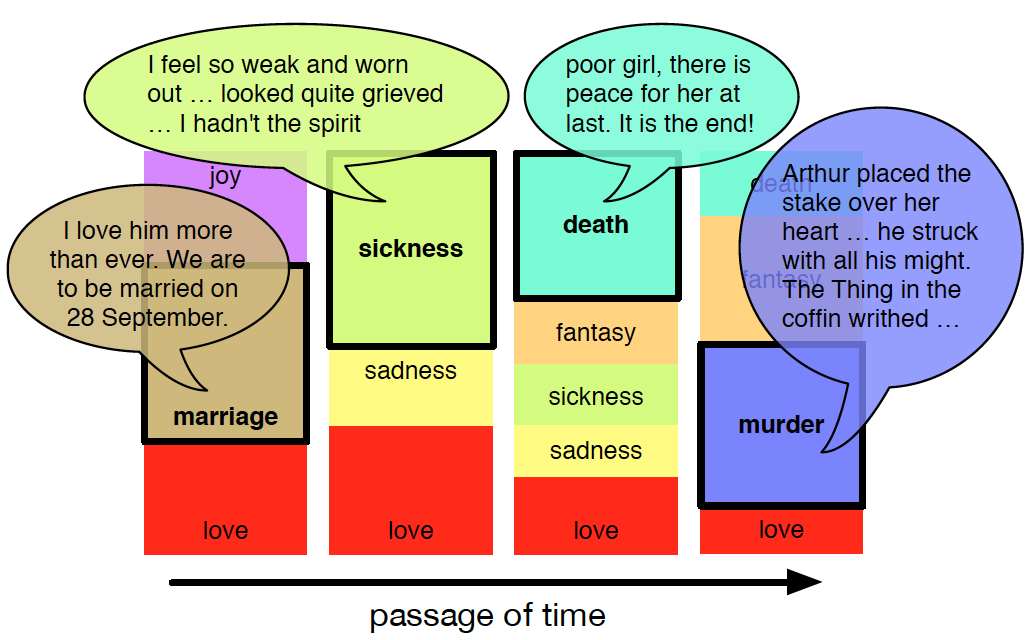 I feel so weak and worn
out … looked quite grieved
… I hadn't the spirit
poor girl, there is
peace for her at
last. It is the end!
Arthur placed the
stake over her
heart … he struck
with all his might.
The Thing in the
coffin writhed …
I love him more
than ever. We are
to be married on
28 September.
joy
marriage
love
sickness
sadness
love
death
fantasy
sickness
sadness
love
death
fantasy
murder
love
passage of time